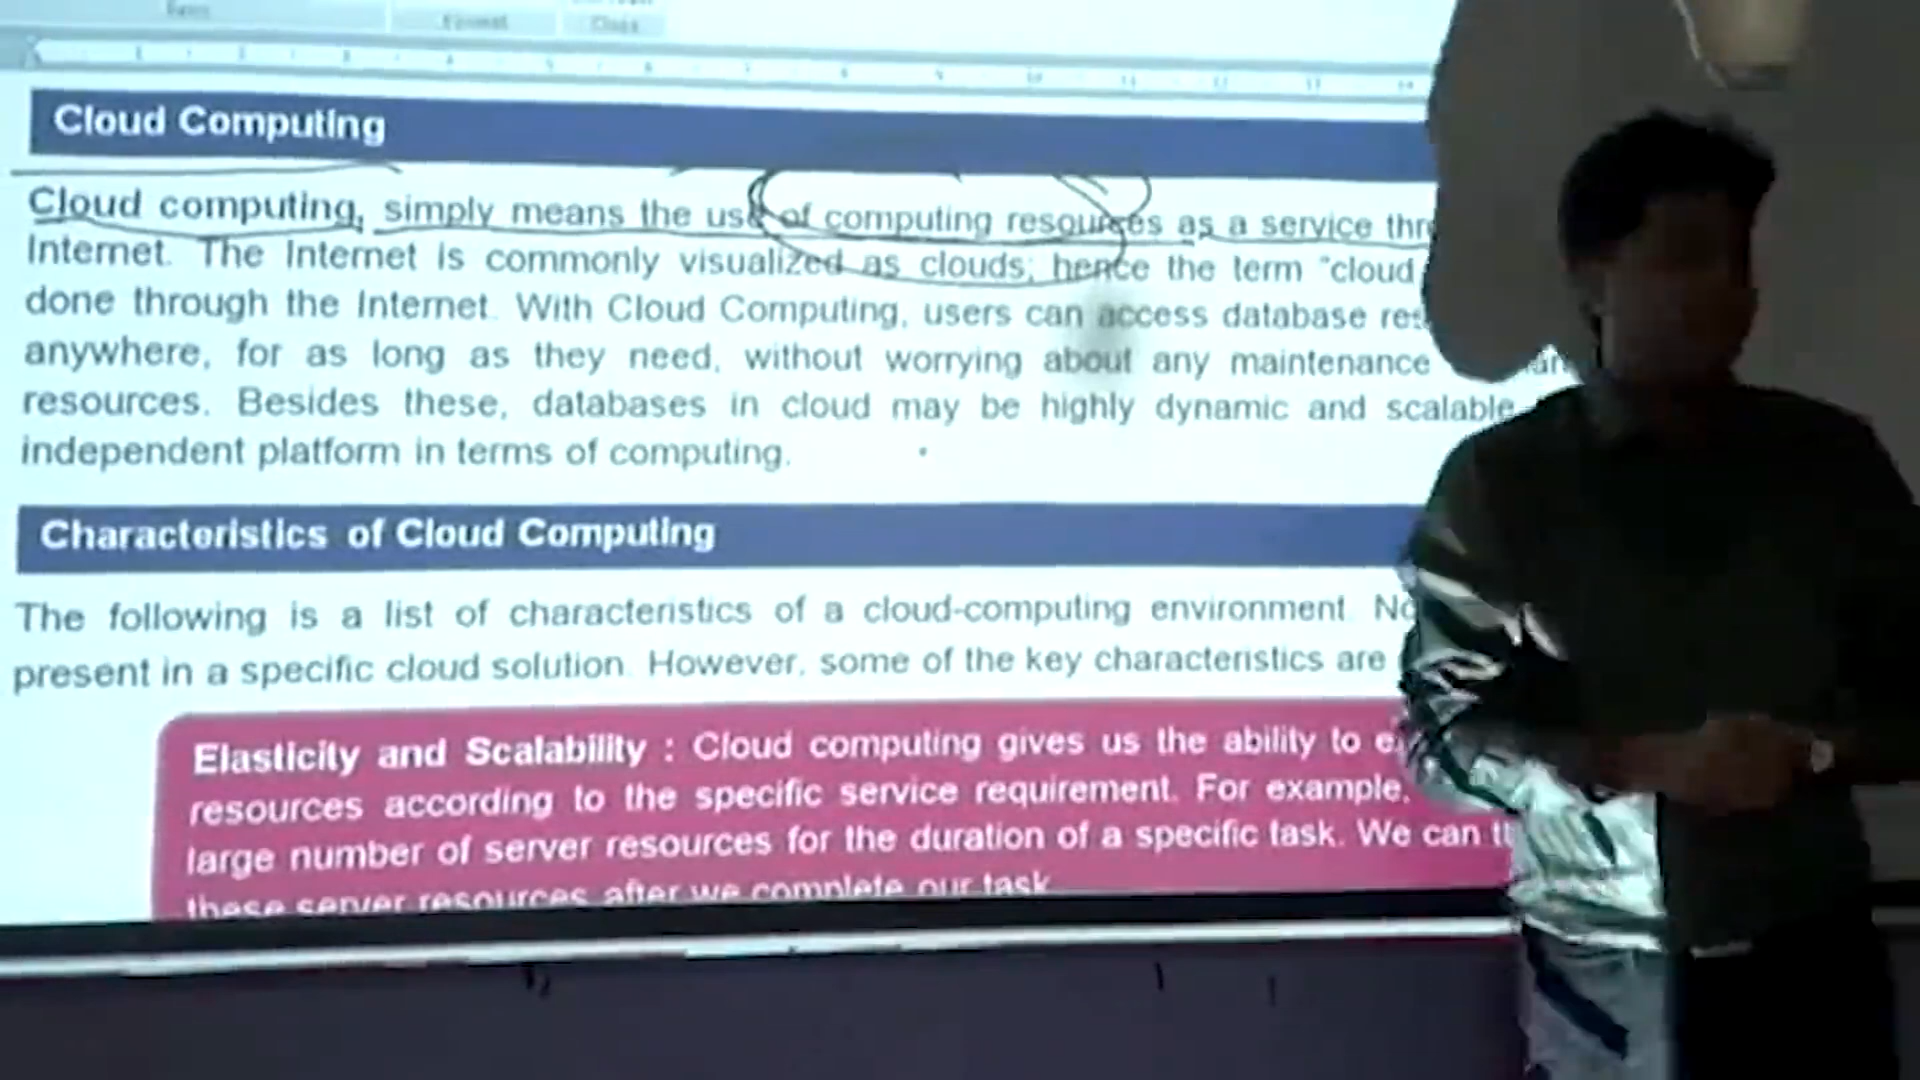 Cloud Computing
Cloud computing, simply means the use of computing resources as a service
Internet. The Internet is commonly visualized as clouds; hence the term "cloud
done through the Internet. With Cloud Computing, users can access database
anywhere, for as long as they need, without worrying about any maintenance
resources. Besides these, databases in cloud may be highly dynamic and scalable
independent platform in terms of computing.
Characteristics of Cloud Computing
The following is a list of characteristics of a cloud-computing environment.
present in a specific cloud solution. However, some of the key characteristics are
Elasticity and Scalability : Cloud computing gives us the ability to
resources according to the specific service requirement. For example,
large number of server resources for the duration of a specific task. We can
these server resources after we complete our task